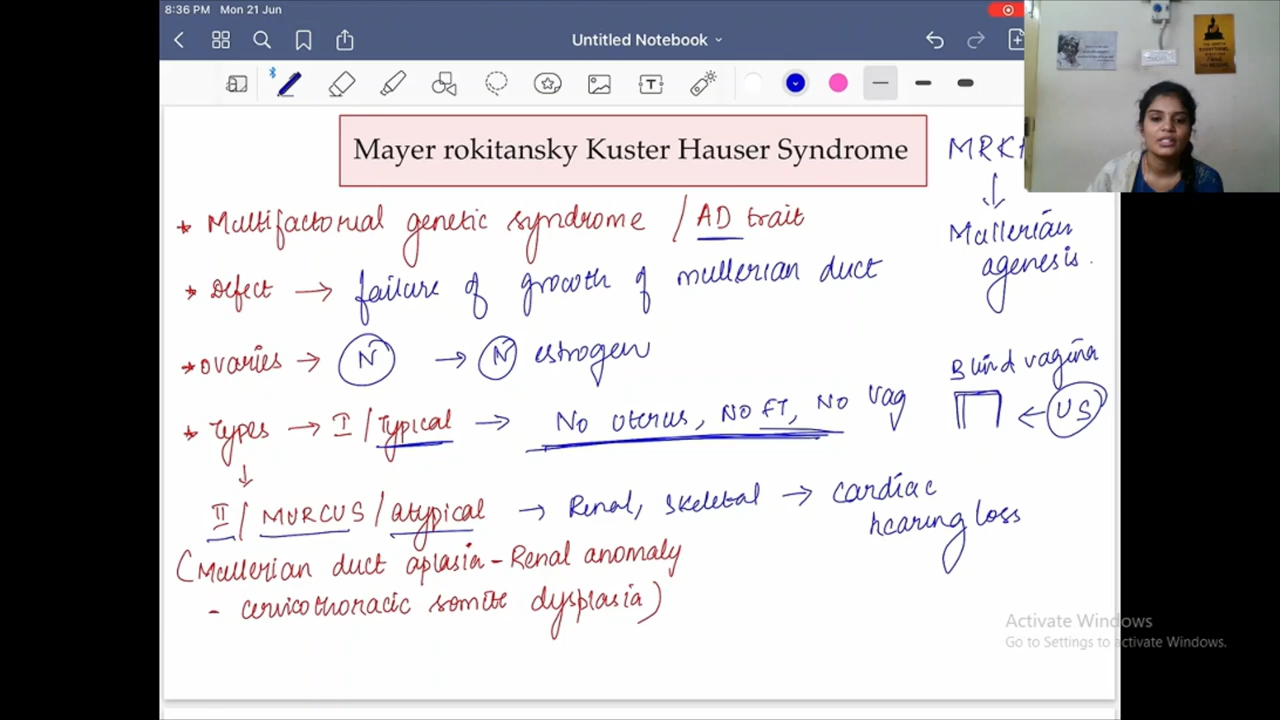 8:36 PM Mon 21 Jun
Untitled Notebook
Mayer rokitansky Kuster Hauser Syndrome
MRK
↓
Mullerian
agenesis.
* Multifactorial genetic syndrome / AD trait
* Defect → failure of growth of mullerian duct
* ovaries → N → N estrogen
* Types → I / Typical → No uterus, NO FT, NO Vag
Blind vagina
← US
↓
II / MURCUS / atypical → Renal, skeletal → cardiac
hearing loss
(Mullerian duct aplasia - Renal anomaly
- cervicothoracic somite dysplasia)
Activate Windows
Go to Settings to activate Windows.